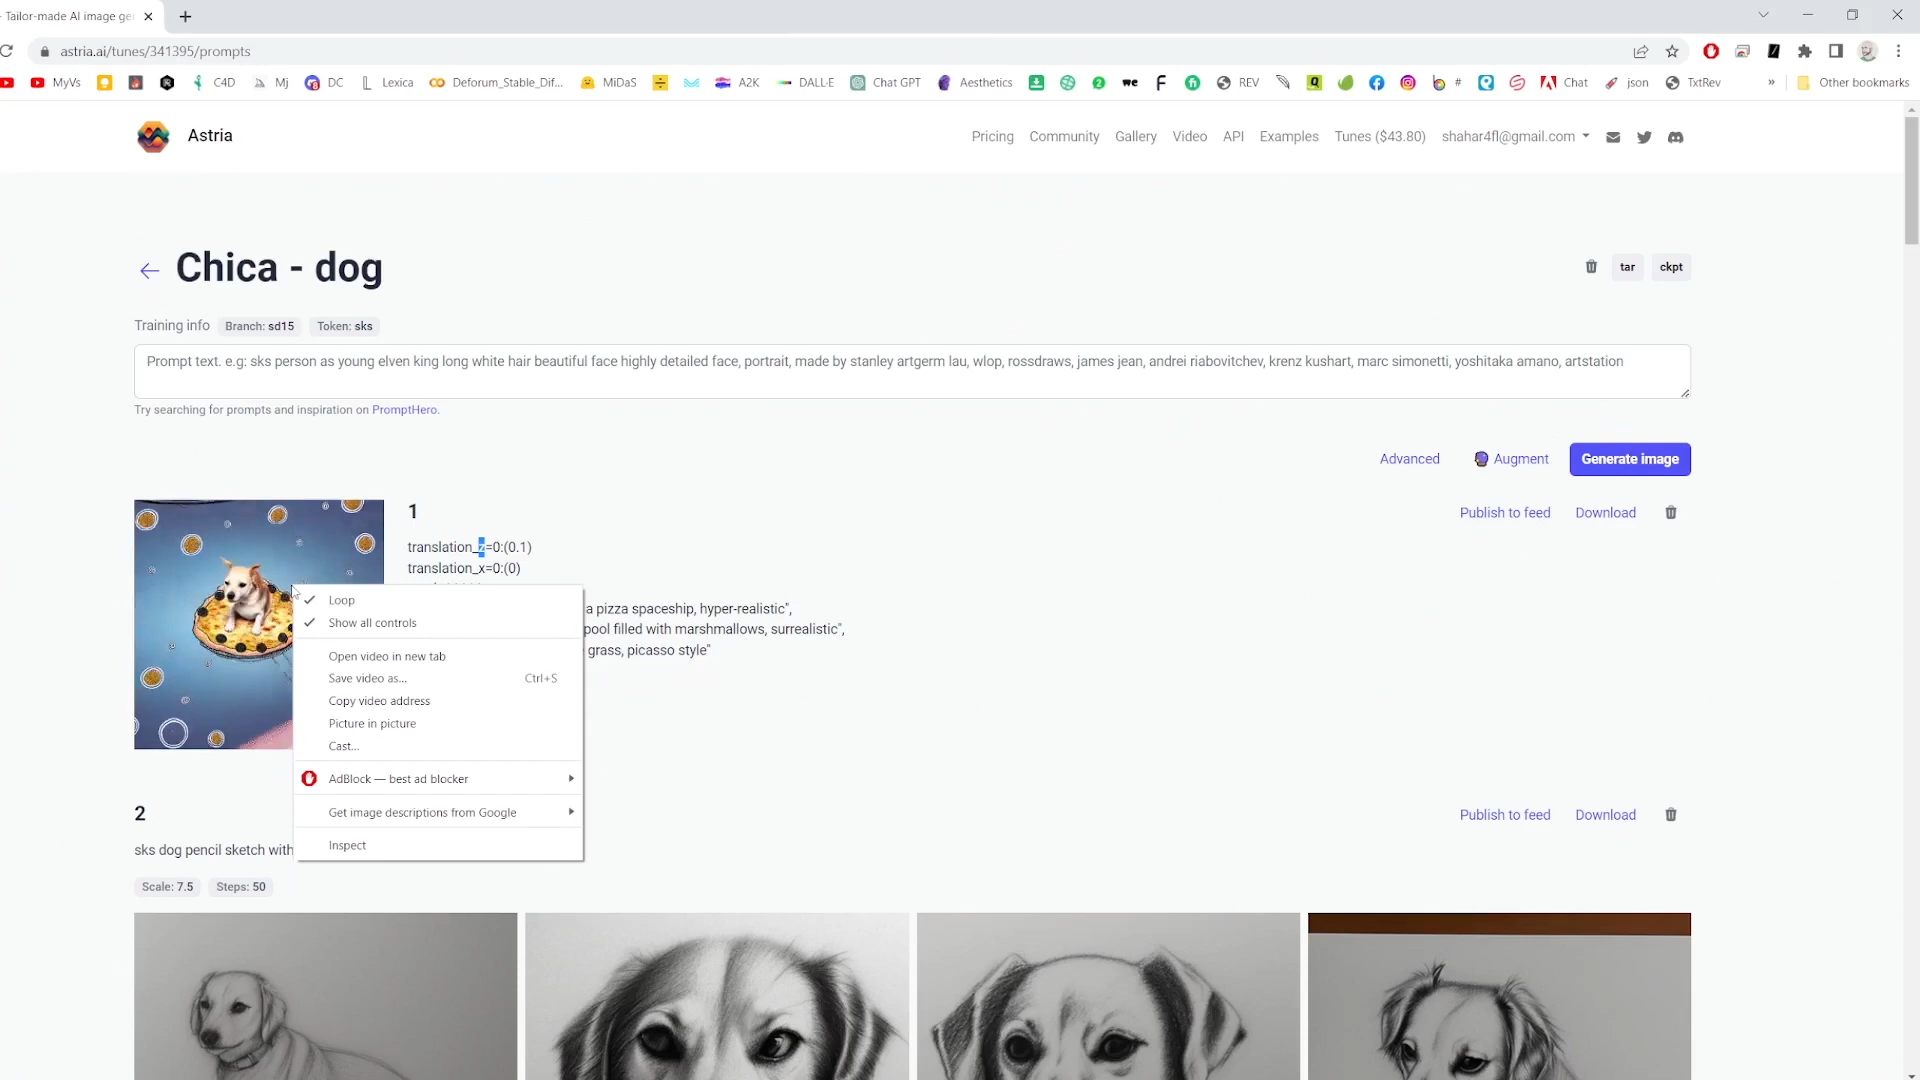 Tailor-made AI image ge
astria.ai/tunes/341395/prompts
MyVs
C4D
Mj
DC
Lexica
Deforum_Stable_Dif...
MiDaS
A2K
DALL·E
Chat GPT
Aesthetics
2
we
REV
Q
#
Chat
json
TxtRev
»
Other bookmarks
Astria
Pricing
Community
Gallery
Video
API
Examples
Tunes ($43.80)
shahar4fl@gmail.com
Chica - dog
tar
ckpt
Training info
Branch: sd15
Token: sks
Prompt text. e.g: sks person as young elven king long white hair beautiful face highly detailed face, portrait, made by stanley artgerm lau, wlop, rossdraws, james jean, andrei riabovitchev, krenz kushart, marc simonetti, yoshitaka amano, artstation
Try searching for prompts and inspiration on PromptHero.
Advanced
Augment
Generate image
1
Publish to feed
Download
translation_z=0:(0.1)
translation_x=0:(0)
a pizza spaceship, hyper-realistic",
pool filled with marshmallows, surrealistic",
grass, picasso style"
Loop
Show all controls
Open video in new tab
Save video as...
Ctrl+S
Copy video address
Picture in picture
Cast...
AdBlock — best ad blocker
Get image descriptions from Google
Inspect
2
Publish to feed
Download
sks dog pencil sketch with
Scale: 7.5
Steps: 50